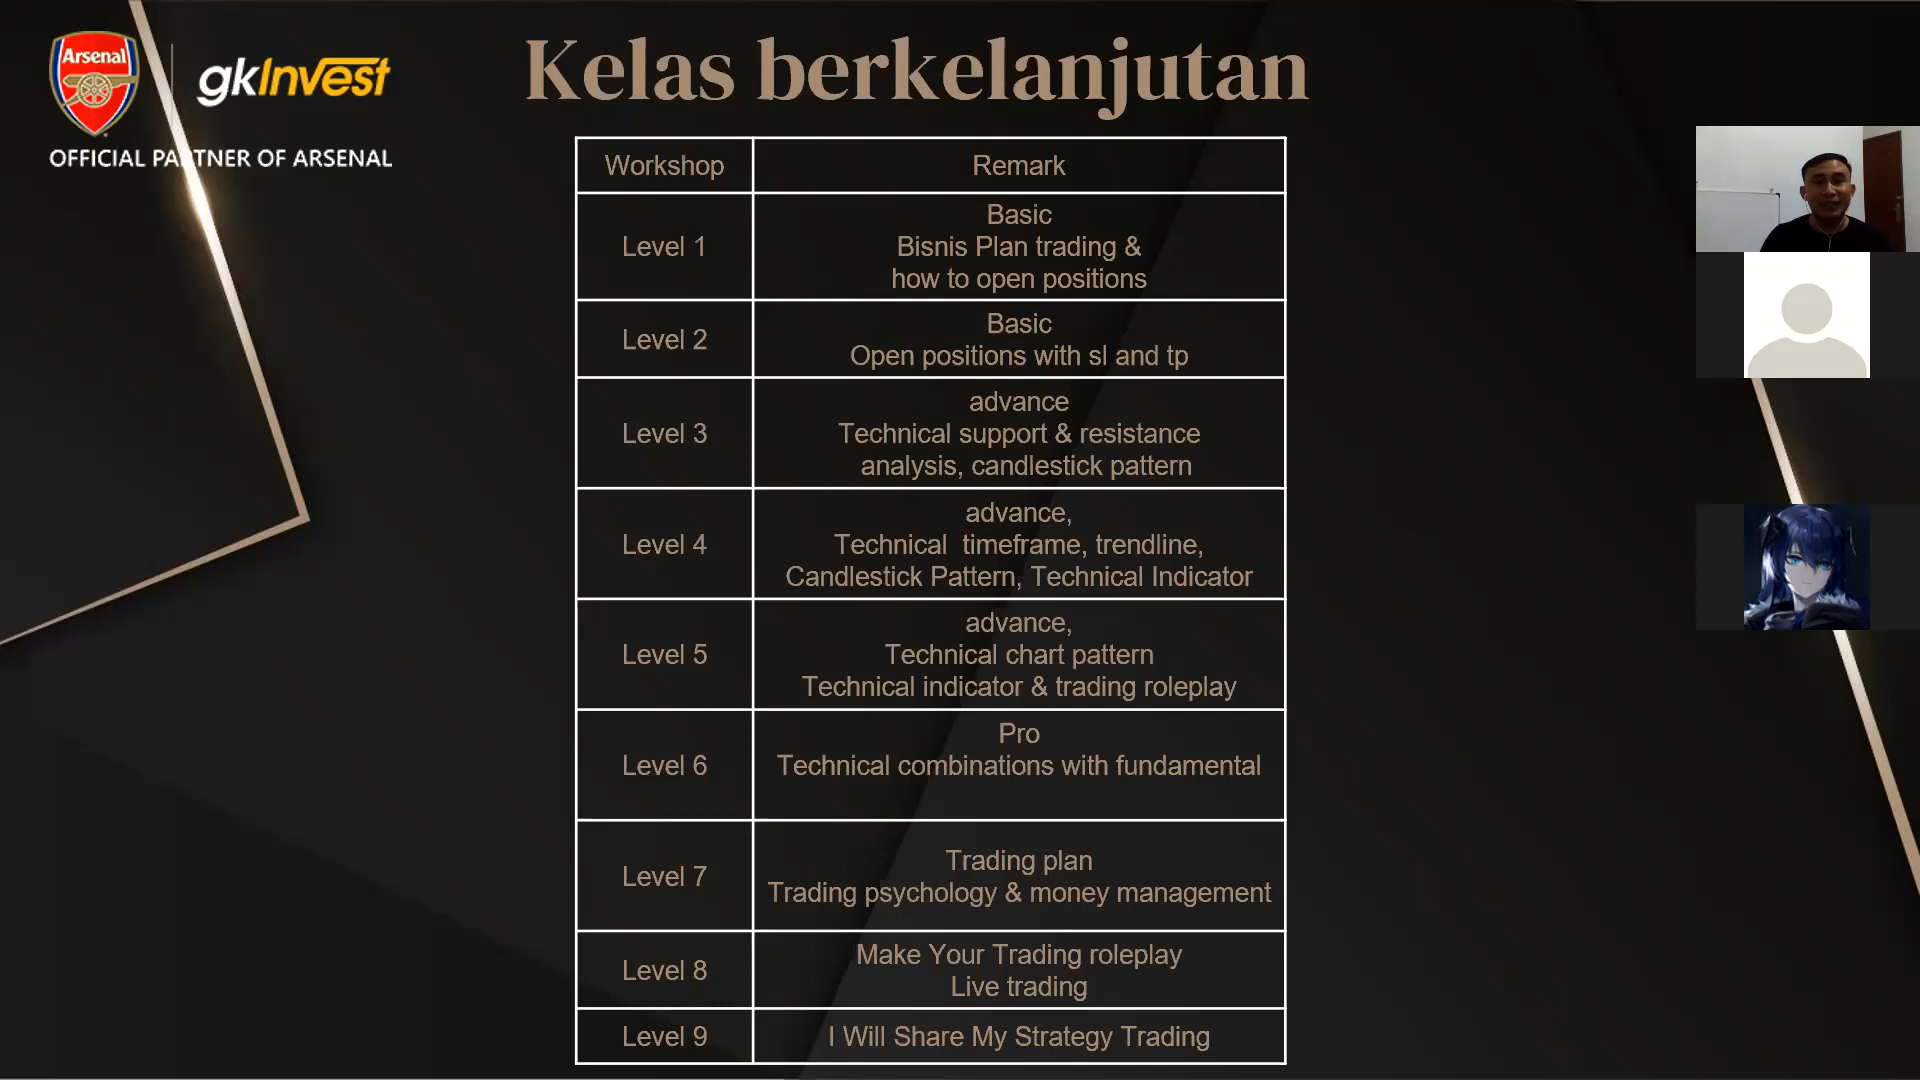 Arsenal
gkInvest
OFFICIAL PARTNER OF ARSENAL
Kelas berkelanjutan
Workshop
Remark
Level 1
Basic
Bisnis Plan trading &
how to open positions
Level 2
Basic
Open positions with sl and tp
Level 3
advance
Technical support & resistance
analysis, candlestick pattern
Level 4
advance,
Technical timeframe, trendline,
Candlestick Pattern, Technical Indicator
Level 5
advance,
Technical chart pattern
Technical indicator & trading roleplay
Level 6
Pro
Technical combinations with fundamental
Level 7
Trading plan
Trading psychology & money management
Level 8
Make Your Trading roleplay
Live trading
Level 9
I Will Share My Strategy Trading